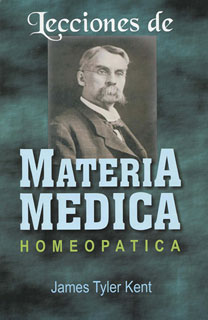 Lecciones de
MATERIA
MEDICA
HOMEOPATICA
James Tyler Kent